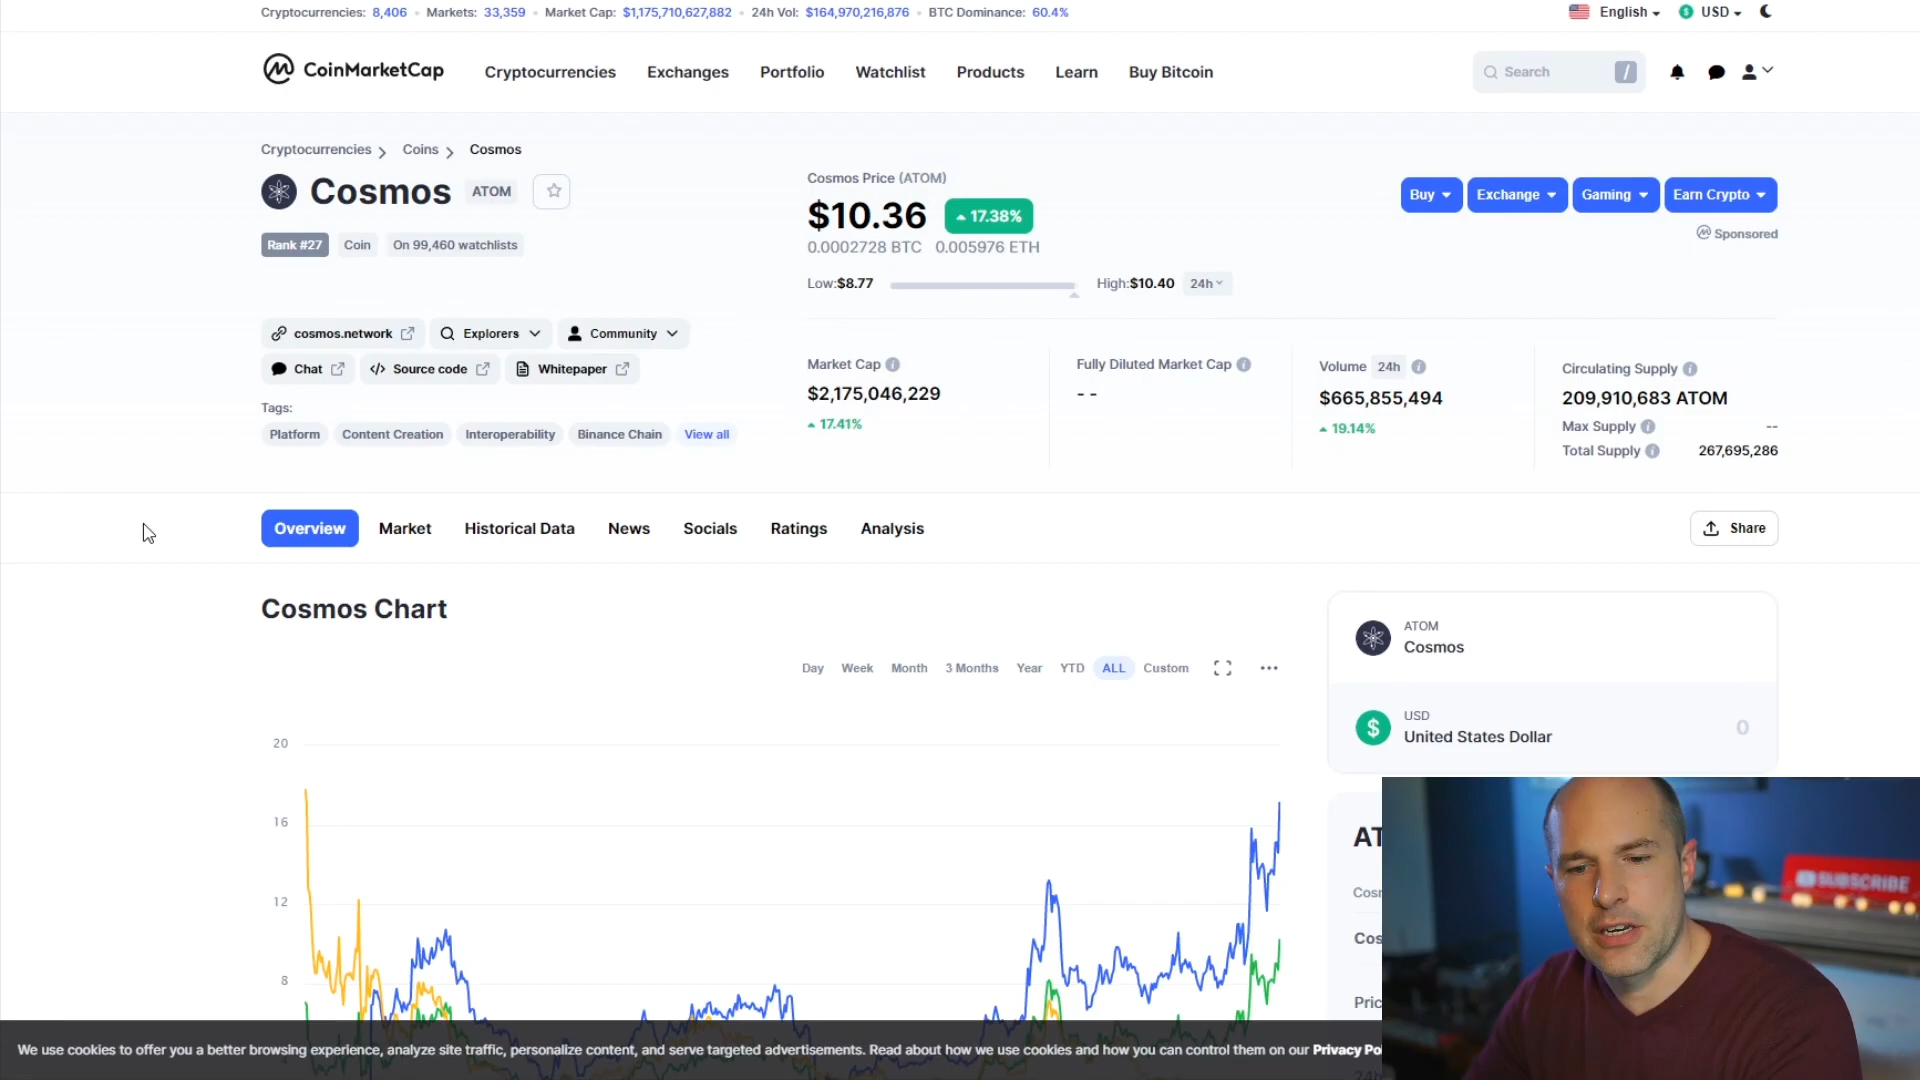 Cryptocurrencies: 8,406 • Markets: 33,359 • Market Cap: $1,175,710,627,882 • 24h Vol: $164,970,216,876 • BTC Dominance: 60.4%
English
USD
CoinMarketCap
Cryptocurrencies
Exchanges
Portfolio
Watchlist
Products
Learn
Buy Bitcoin
Search
/
Cryptocurrencies
Coins
Cosmos
Cosmos ATOM
Rank #27
Coin
On 99,460 watchlists
Cosmos Price (ATOM)
$10.36
17.38%
0.0002728 BTC
0.005976 ETH
Low:$8.77
High:$10.40
24h
Buy
Exchange
Gaming
Earn Crypto
Sponsored
cosmos.network
Explorers
Community
Chat
Source code
Whitepaper
Tags:
Platform
Content Creation
Interoperability
Binance Chain
View all
Market Cap
$2,175,046,229
17.41%
Fully Diluted Market Cap
- -
Volume 24h
$665,855,494
19.14%
Circulating Supply
209,910,683 ATOM
Max Supply --
Total Supply 267,695,286
Overview
Market
Historical Data
News
Socials
Ratings
Analysis
Share
Cosmos Chart
Day
Week
Month
3 Months
Year
YTD
ALL
Custom
20
16
12
8
ATOM
Cosmos
USD
United States Dollar
0
AT
Cosr
Cos
Pric
24h
SUBSCRIBE
We use cookies to offer you a better browsing experience, analyze site traffic, personalize content, and serve targeted advertisements. Read about how we use cookies and how you can control them on our Privacy Pol